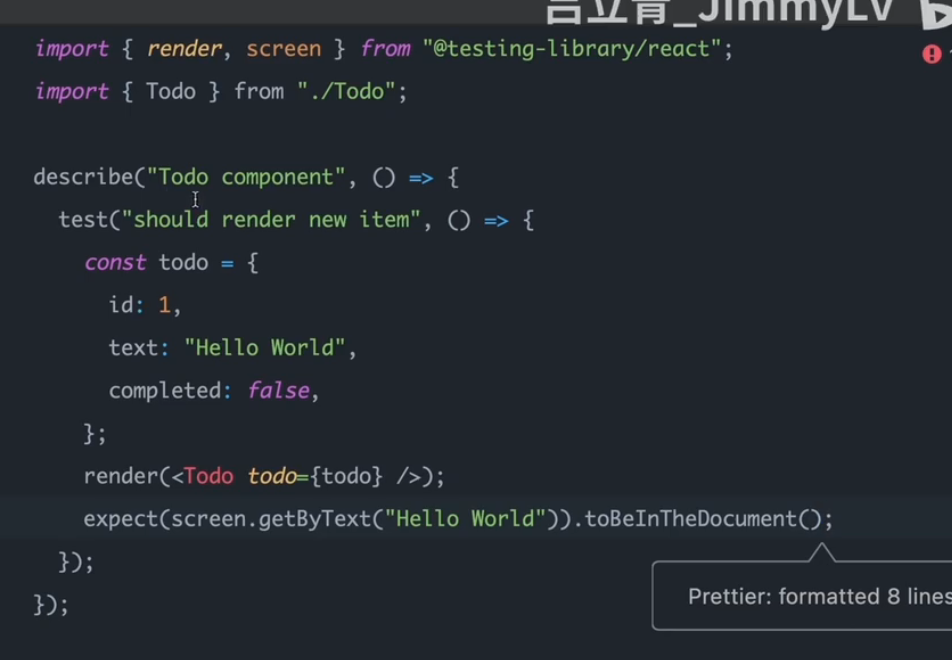 吕立青_JimmyLv
import { render, screen } from "@testing-library/react";
import { Todo } from "./Todo";
describe("Todo component", () => {
test("should render new item", () => {
const todo = {
id: 1,
text: "Hello World",
completed: false,
};
render(<Todo todo={todo} />);
expect(screen.getByText("Hello World")).toBeInTheDocument();
});
});
Prettier: formatted 8 lines